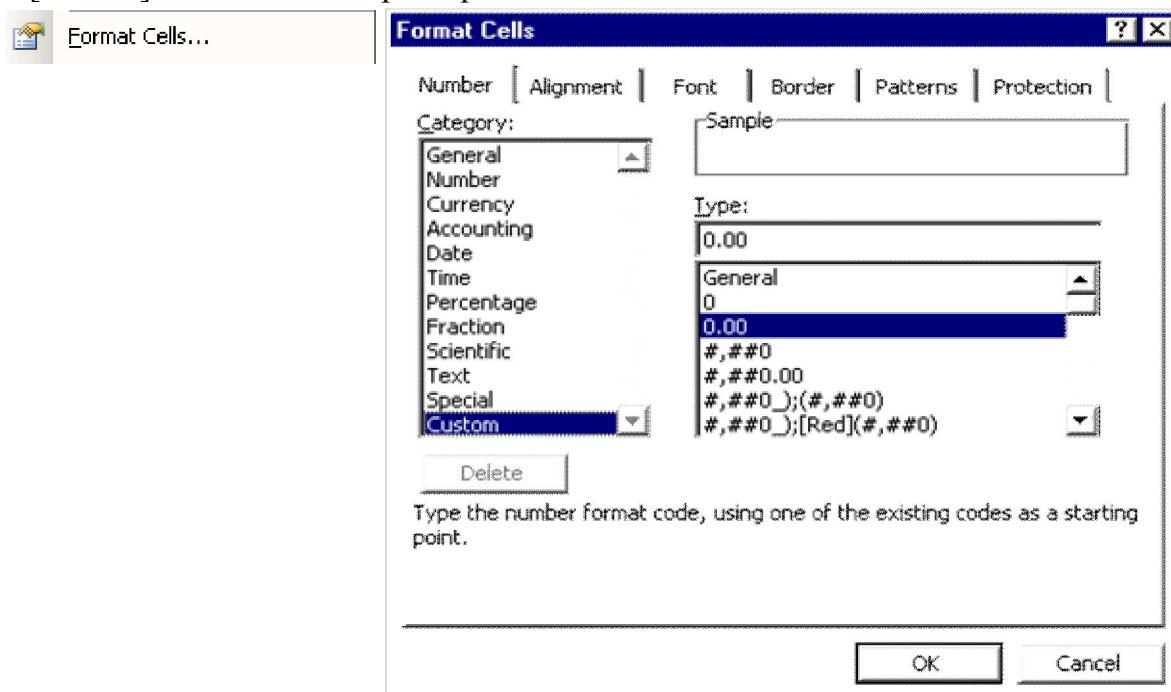 Format Cells...
Format Cells
Number Alignment Font Border Patterns Protection
Category:
General
Number
Currency
Accounting
Date
Time
Percentage
Fraction
Scientific
Text
Special
Custom
Sample
Type:
0.00
General
0
0.00
#,##0
#,##0.00
#,##0_);(#,##0)
#,##0_);[Red](#,##0)
Delete
Type the number format code, using one of the existing codes as a starting
point.
OK Cancel